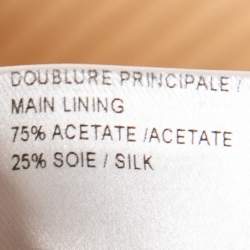 DOUBLURE PRINCIPALE /
MAIN LINING
75% ACETATE /ACETATE
25% SOIE / SILK